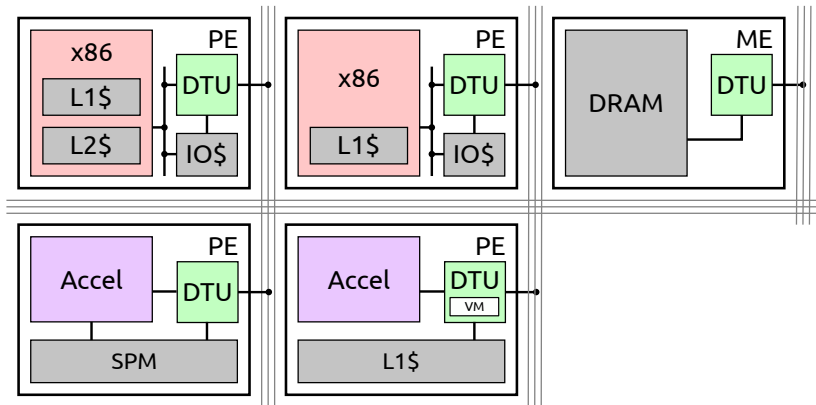 PE
x86
DTU
L1$
L2$
IO$
PE
x86
DTU
L1$
IO$
ME
DRAM
DTU
PE
Accel
DTU
SPM
PE
Accel
DTU
VM
L1$